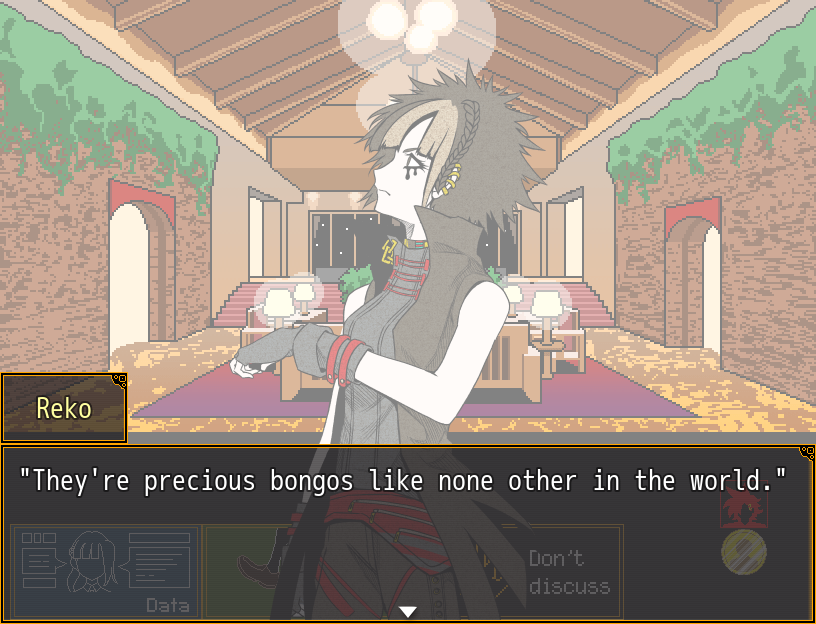 Reko
"They're precious bongos like none other in the world."
Don't
discuss
Data